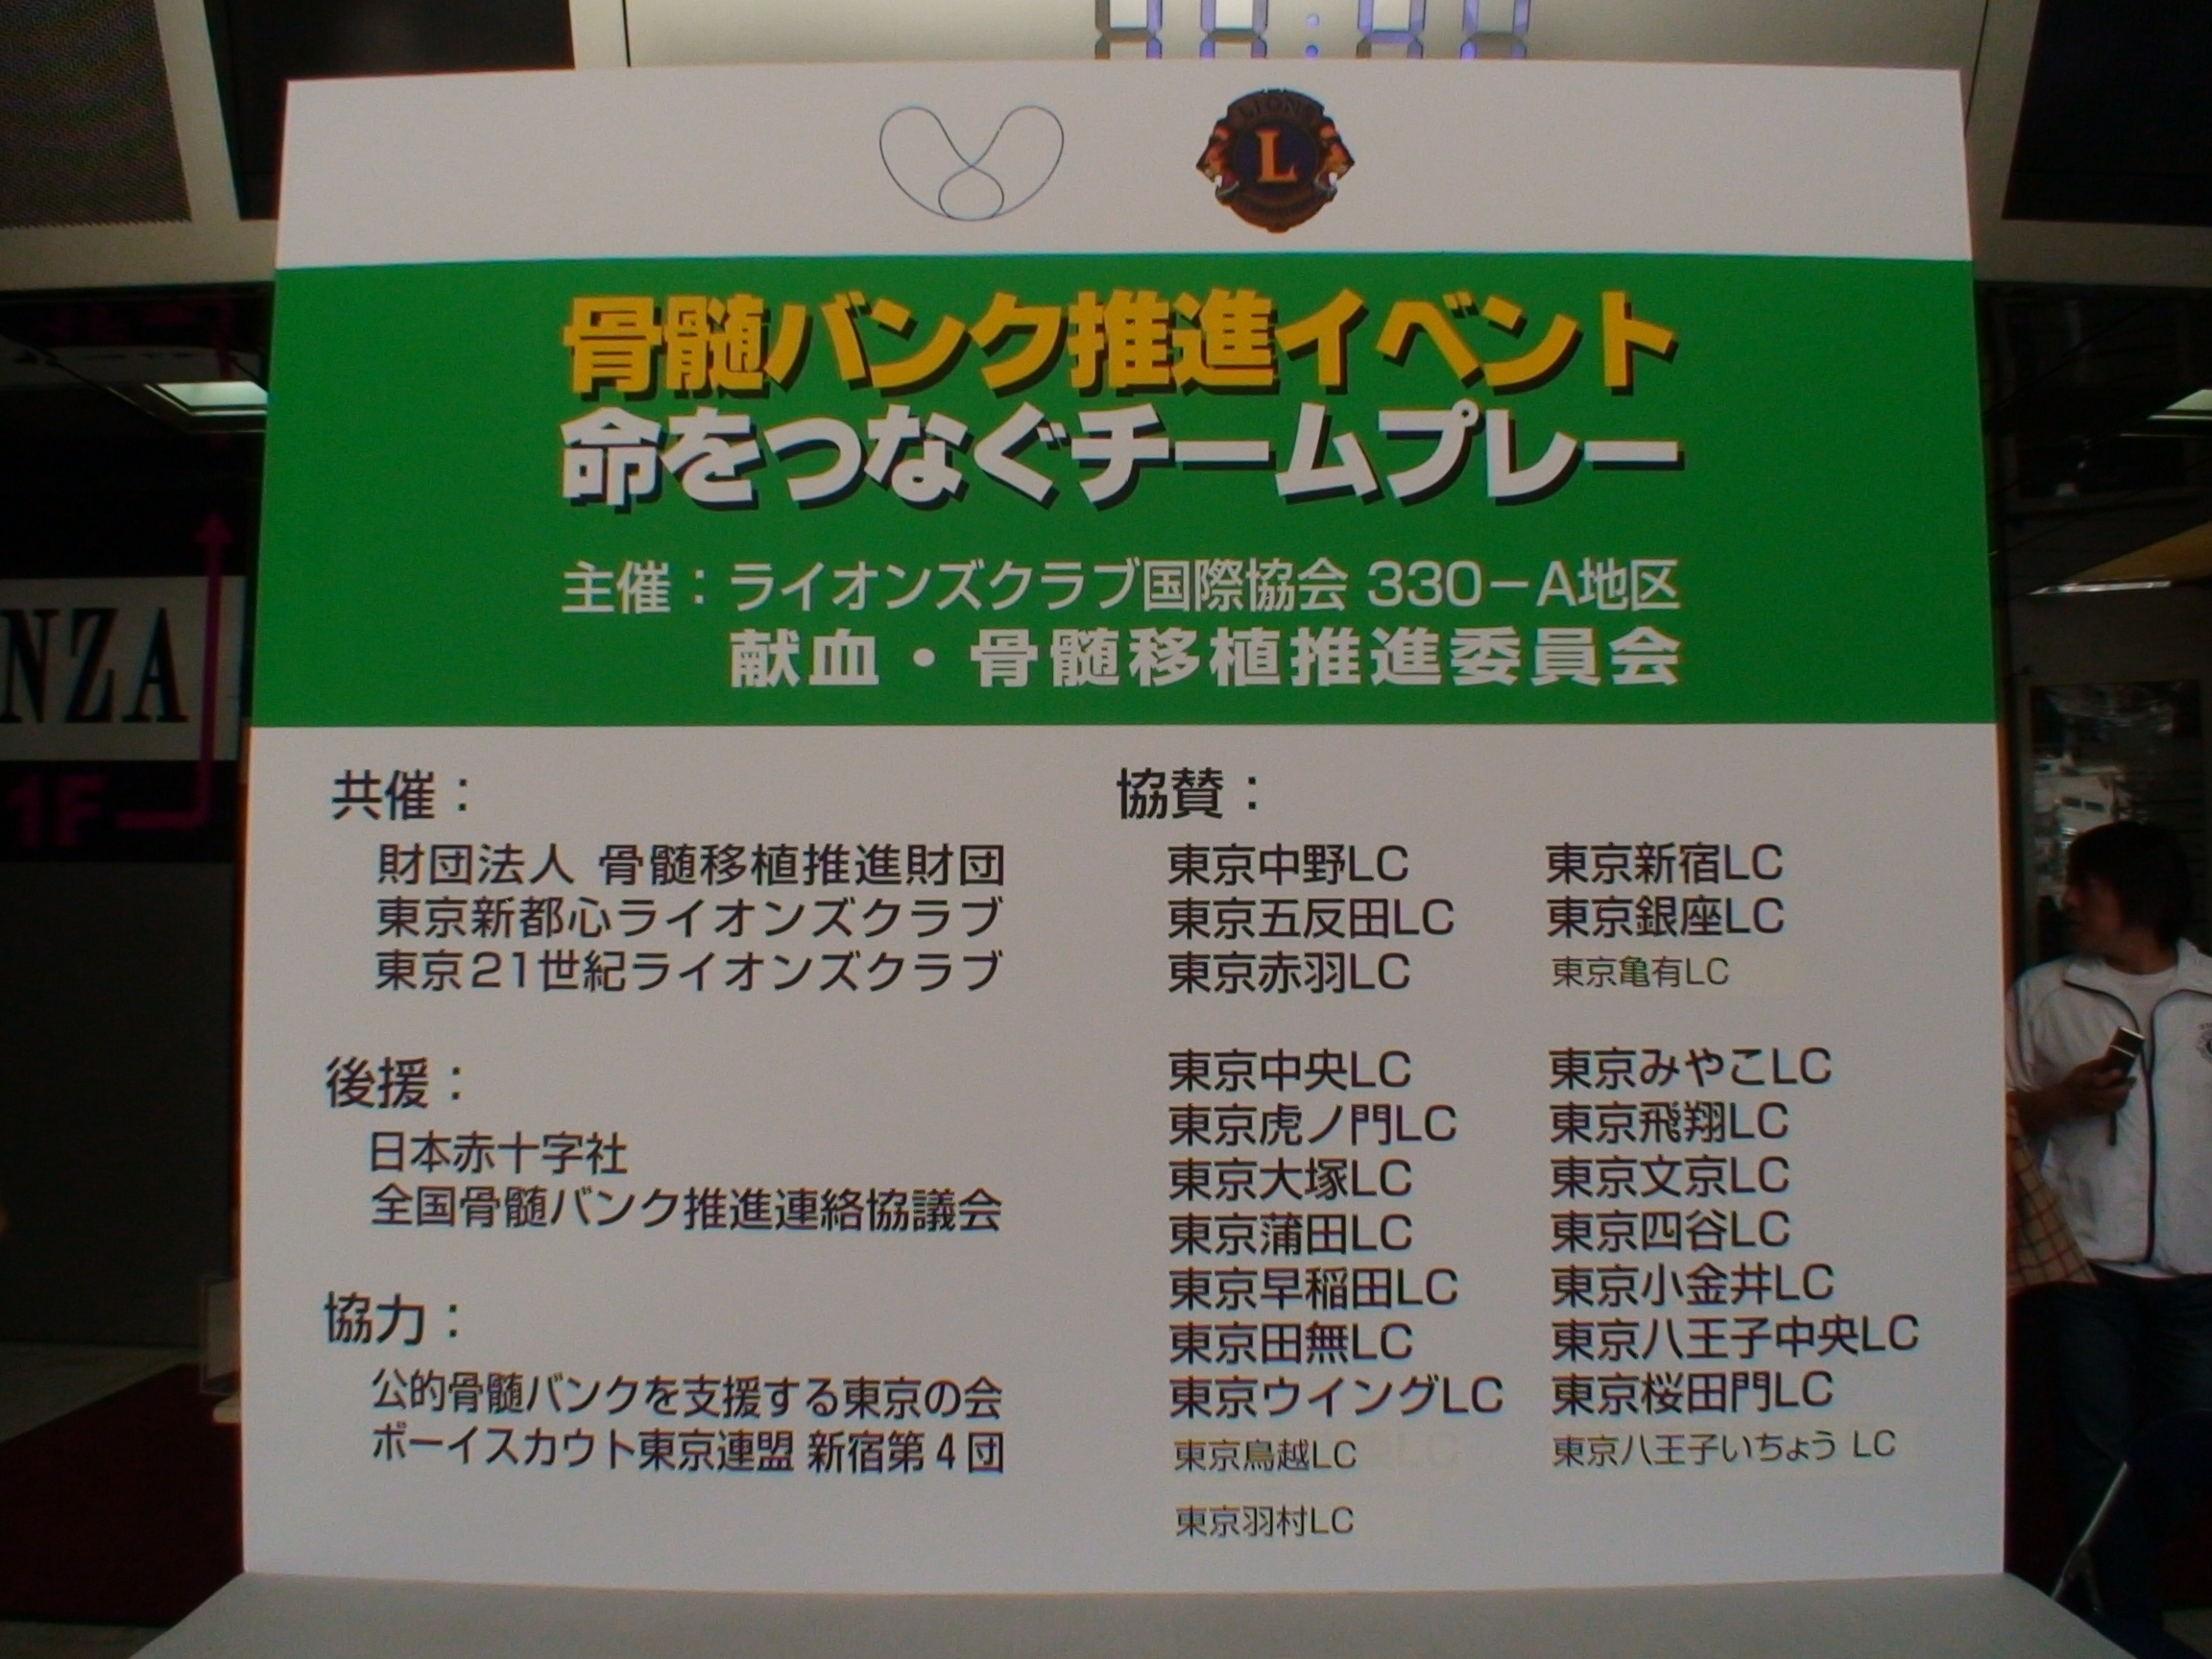 LIONS
L
骨髄バンク推進イベント
命をつなぐチームプレー
主催：ライオンズクラブ国際協会 330－A地区
献血・骨髄移植推進委員会
NZA
1F
共催：
財団法人 骨髄移植推進財団
東京新都心ライオンズクラブ
東京21世紀ライオンズクラブ
後援：
日本赤十字社
全国骨髄バンク推進連絡協議会
協力：
公的骨髄バンクを支援する東京の会
ボーイスカウト東京連盟 新宿第4団
協賛：
東京中野LC
東京五反田LC
東京赤羽LC
東京中央LC
東京虎ノ門LC
東京大塚LC
東京蒲田LC
東京早稲田LC
東京田無LC
東京ウイングLC
東京鳥越LC
東京羽村LC
東京新宿LC
東京銀座LC
東京亀有LC
東京みやこLC
東京飛翔LC
東京文京LC
東京四谷LC
東京小金井LC
東京八王子中央LC
東京桜田門LC
東京八王子いちょう LC